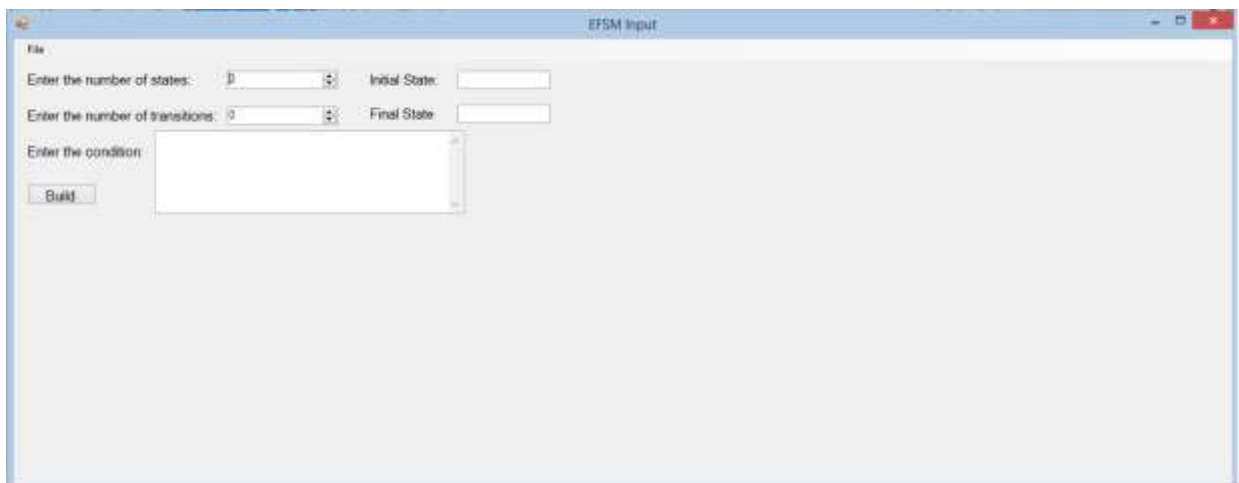 EFSM Input
File
Enter the number of states: 0 Initial State:
Enter the number of transitions: 0 Final State
Enter the condition
Build